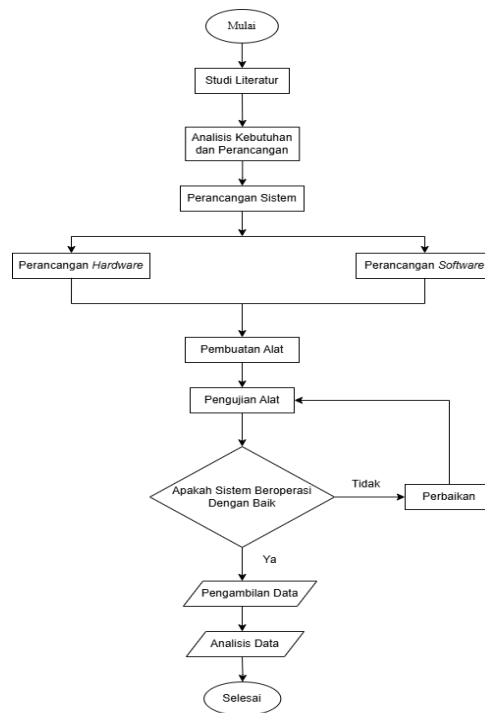 Mulai
Studi Literatur
Analisis Kebutuhan
dan Perancangan
Perancangan Sistem
Perancangan Hardware
Perancangan Software
Pembuatan Alat
Pengujian Alat
Apakah Sistem Beroperasi
Dengan Baik
Tidak
Perbaikan
Ya
Pengambilan Data
Analisis Data
Selesai